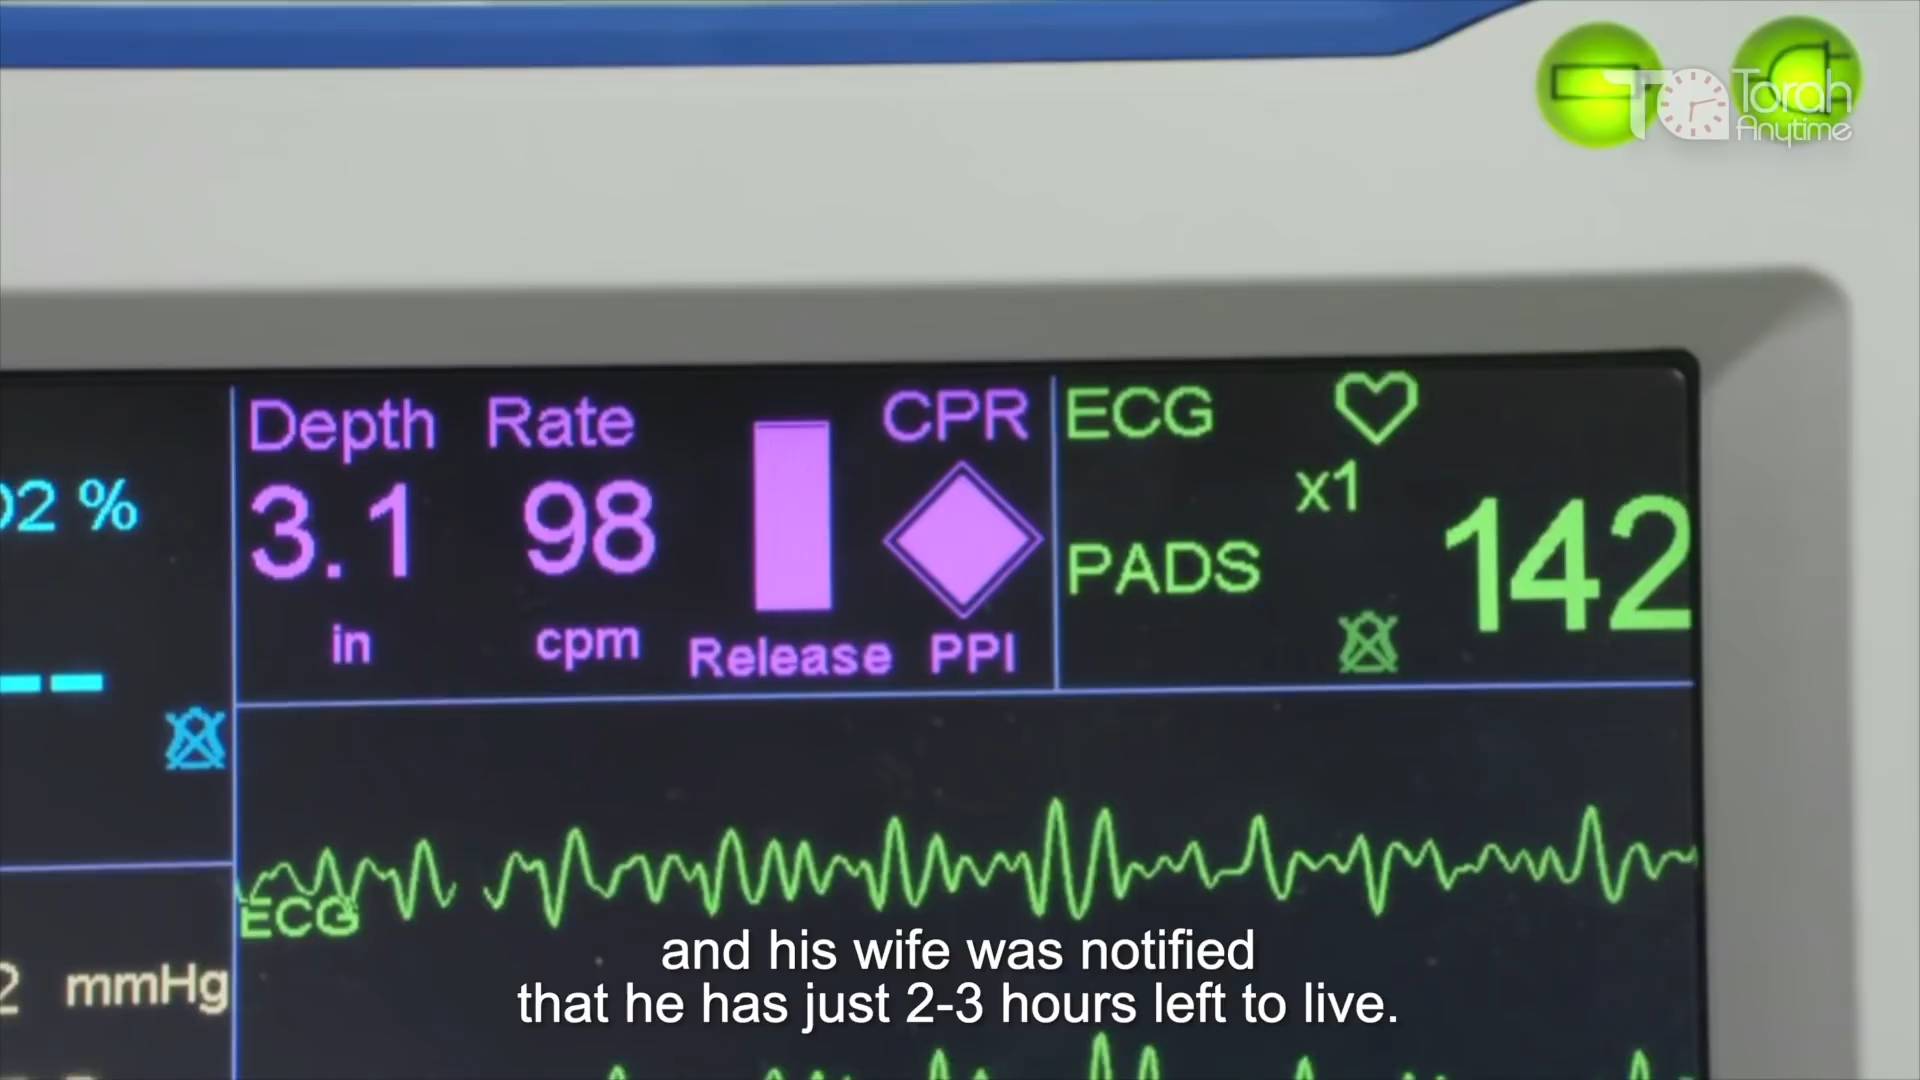 Torah
Anytime
Depth Rate CPR
3.1 98
in cpm Release PPI
ECG
x1
PADS 142
O2 %
--
ECG
mmHg
and his wife was notified
that he has just 2-3 hours left to live.